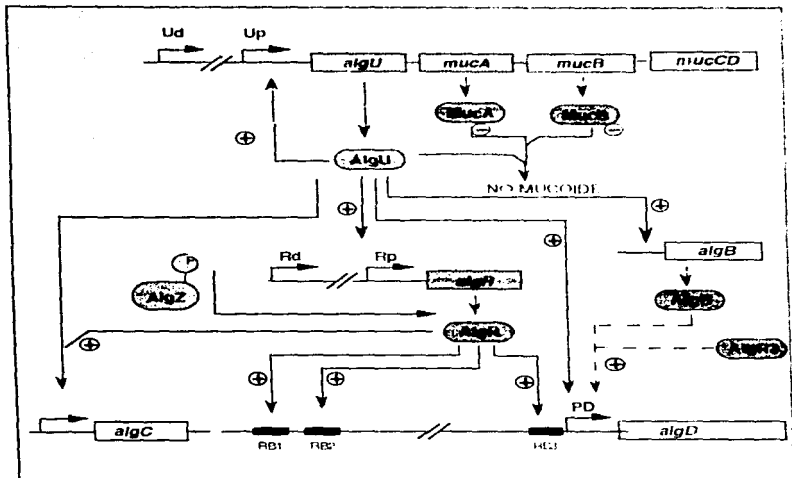 Ud
Up
algU
mucA
mucB
mucCD
MucA
MucB
AlgU
NO MUCOIDE
Rd
Rp
algR
algB
P
AlgZ
AlgR
AlgB
PD
algC
RB1
RB2
RB3
algD